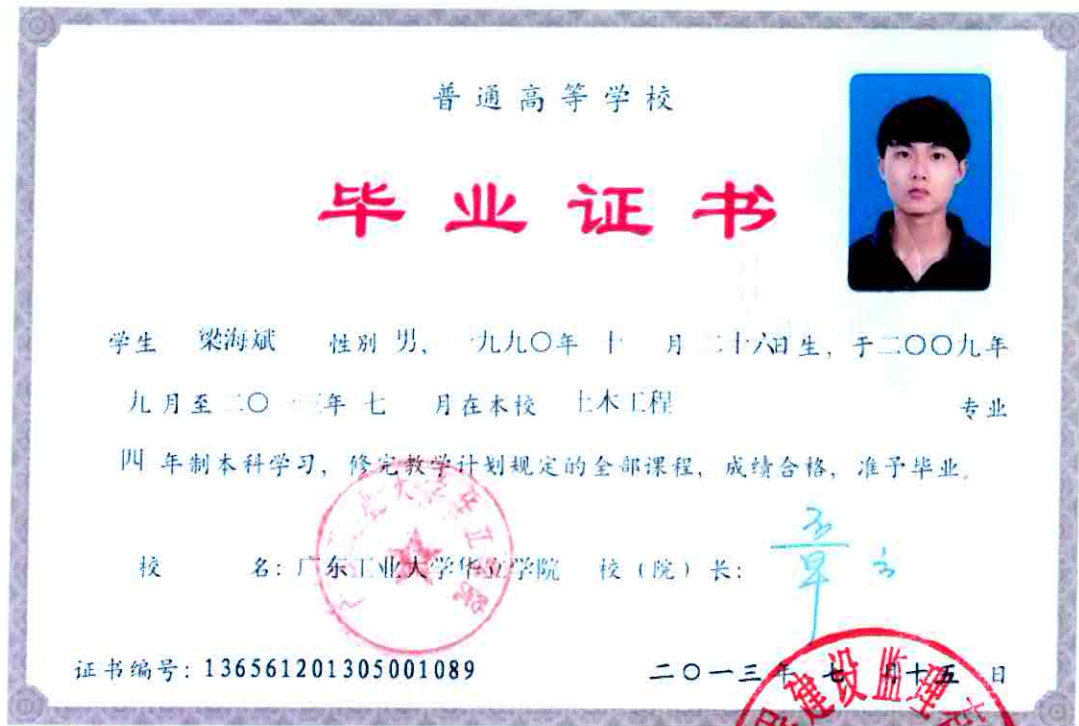 普通高等学校
毕业证书
学生 梁海斌 性别 男、一九九〇年 十 月 二十六日生，于二〇〇九年
九月至二〇一三年 七 月在本校 土木工程 专业
四 年制本科学习，修完教学计划规定的全部课程，成绩合格，准予毕业。
校 名：广东工业大学华立学院 校（院）长：
证书编号：136561201305001089 二〇一三年 七 月十五 日
建设监理